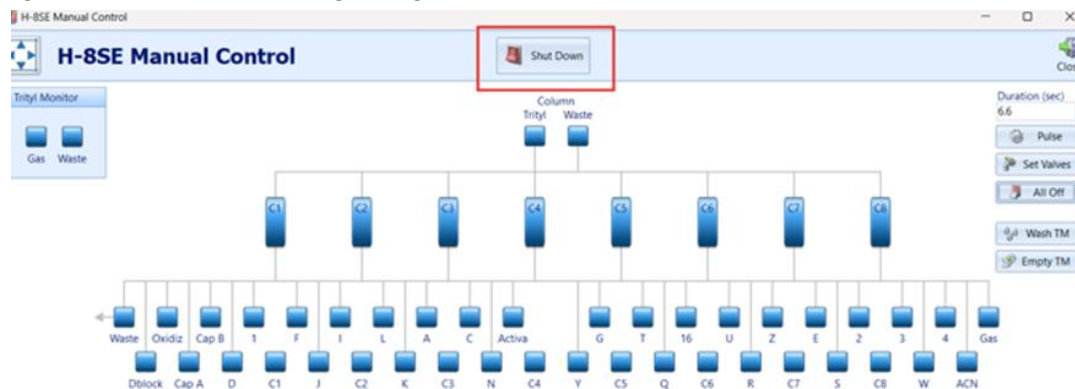 H-8SE Manual Control
H-8SE Manual Control
Shut Down
Trityl Monitor
Gas Waste
Column
Trityl Waste
Duration (sec)
6.6
Pulse
Set Valves
All Off
Wash TM
Empty TM
C1 C2 C3 C4 C5 C6 C7 C8
Waste Oxidiz Cap B 1 F I L A C Activa G T 16 U Z E 2 3 4 Gas
Dblock Cap A D C1 J C2 K C3 N C4 Y C5 Q C6 R C7 S C8 W ACN